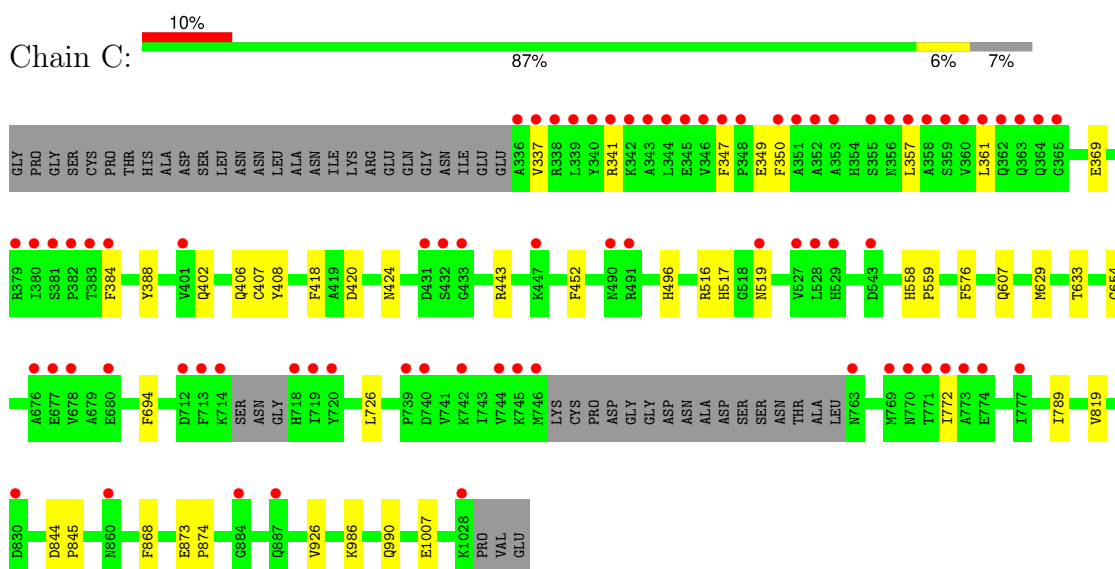 10%
Chain C:
87% 6% 7%
GLY PRO GLY SER CYS PRO THR HIS ALA ASP SER LEU ASN ASN LEU ALA ASN ILE LYS ARG GLU GLN GLY ASN ILE GLU GLU A336 V337 R338 L339 Y340 R341 K342 A343 L344 E345 V346 F347 P348 E349 F350 A351 A352 A353 H354 S355 N356 L357 A358 S359 V360 L361 Q362 Q363 Q364 G365 E369
R379 I380 S381 P382 T383 F384 Y388 V401 Q402 Q406 C407 Y408 F418 A419 D420 N424 D431 S432 G433 R443 K447 F452 N490 R491 H496 R516 H517 G518 N519 V527 L528 H529 D543 H558 P559 F576 Q607 M629 T633 G654
A676 E677 V678 A679 E680 F694 D712 F713 K714 SER ASN GLY H718 I719 Y720 L726 P739 D740 V741 K742 I743 V744 K745 M746 LYS CYS PRO ASP GLY GLY ASP ASN ALA ASP SER SER ASN THR ALA LEU N763 M769 N770 T771 I772 A773 E774 I777 I789 V819
D830 D844 P845 N860 F868 E873 P874 G884 Q887 V926 K986 Q990 E1007 K1028 PRO VAL GLU